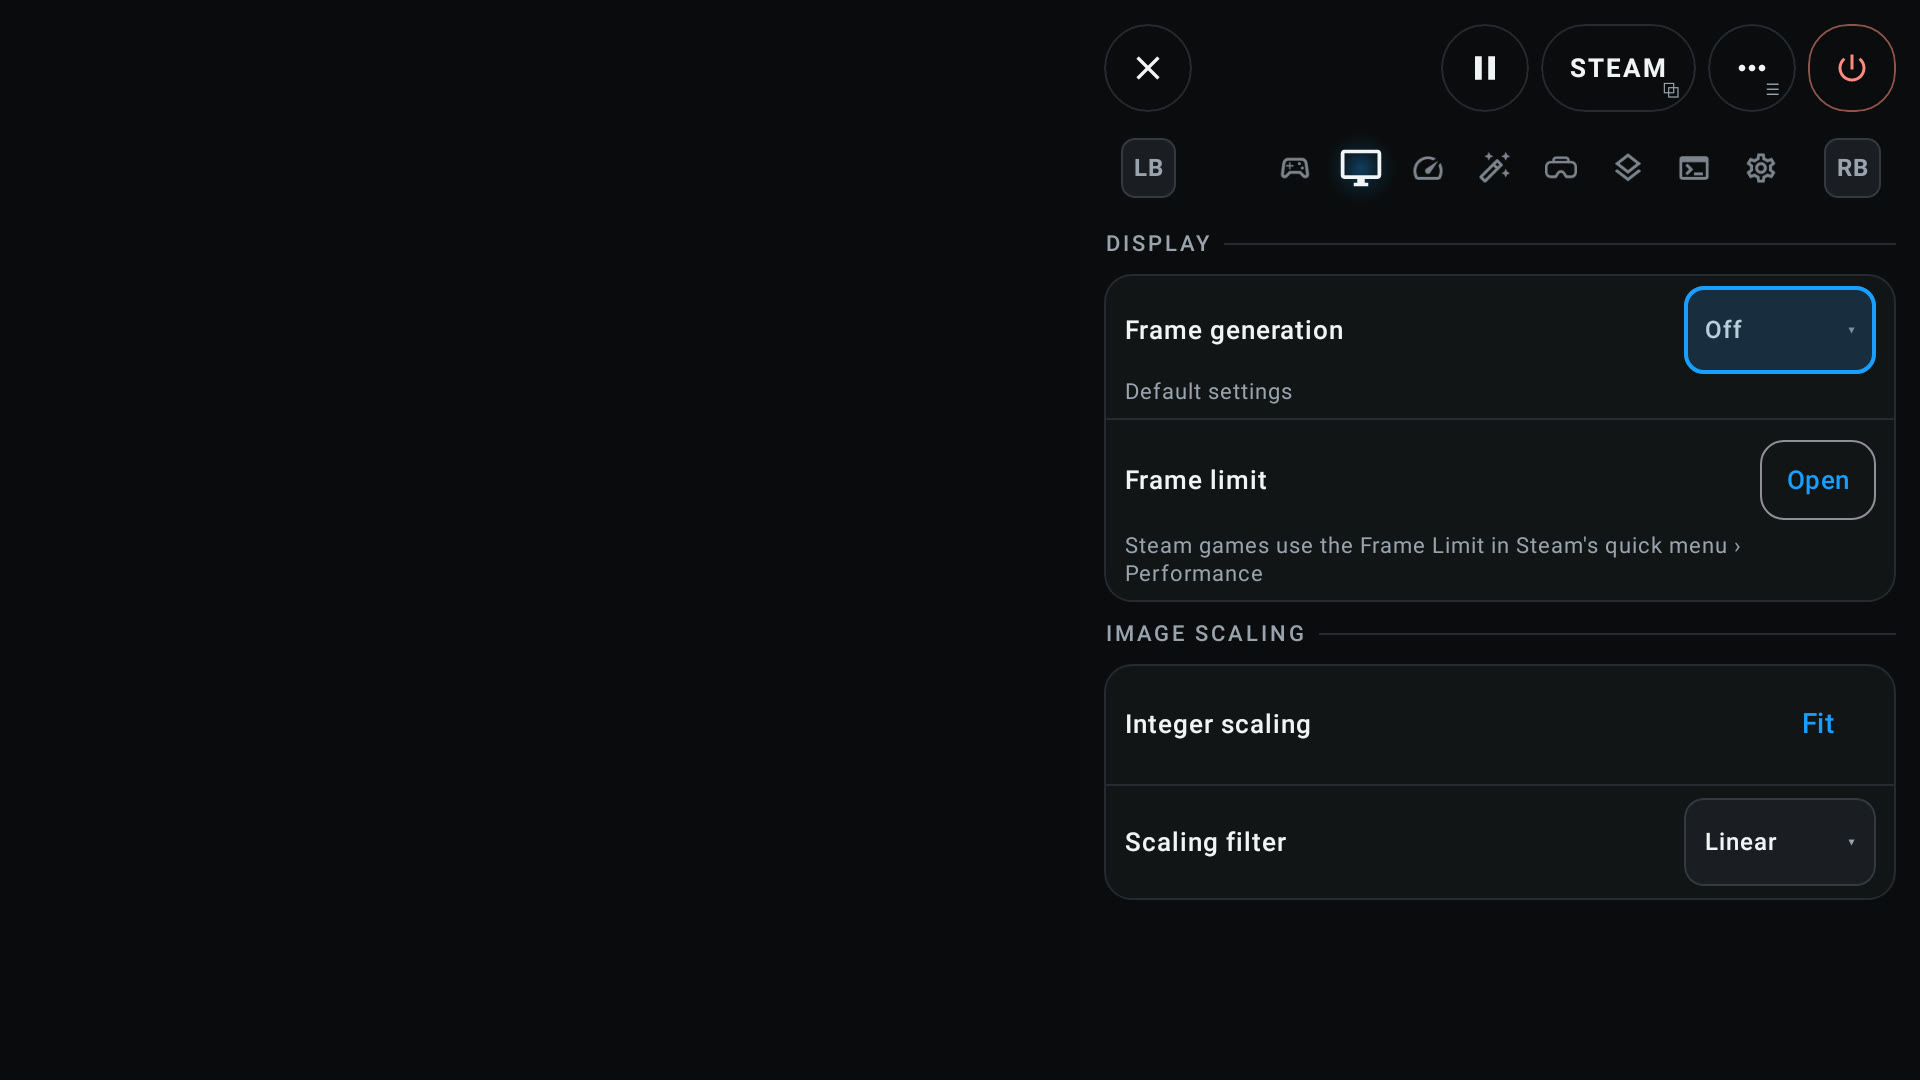 STEAM
LB
RB
DISPLAY
Frame generation
Off
Default settings
Frame limit
Open
Steam games use the Frame Limit in Steam's quick menu ›
Performance
IMAGE SCALING
Integer scaling
Fit
Scaling filter
Linear